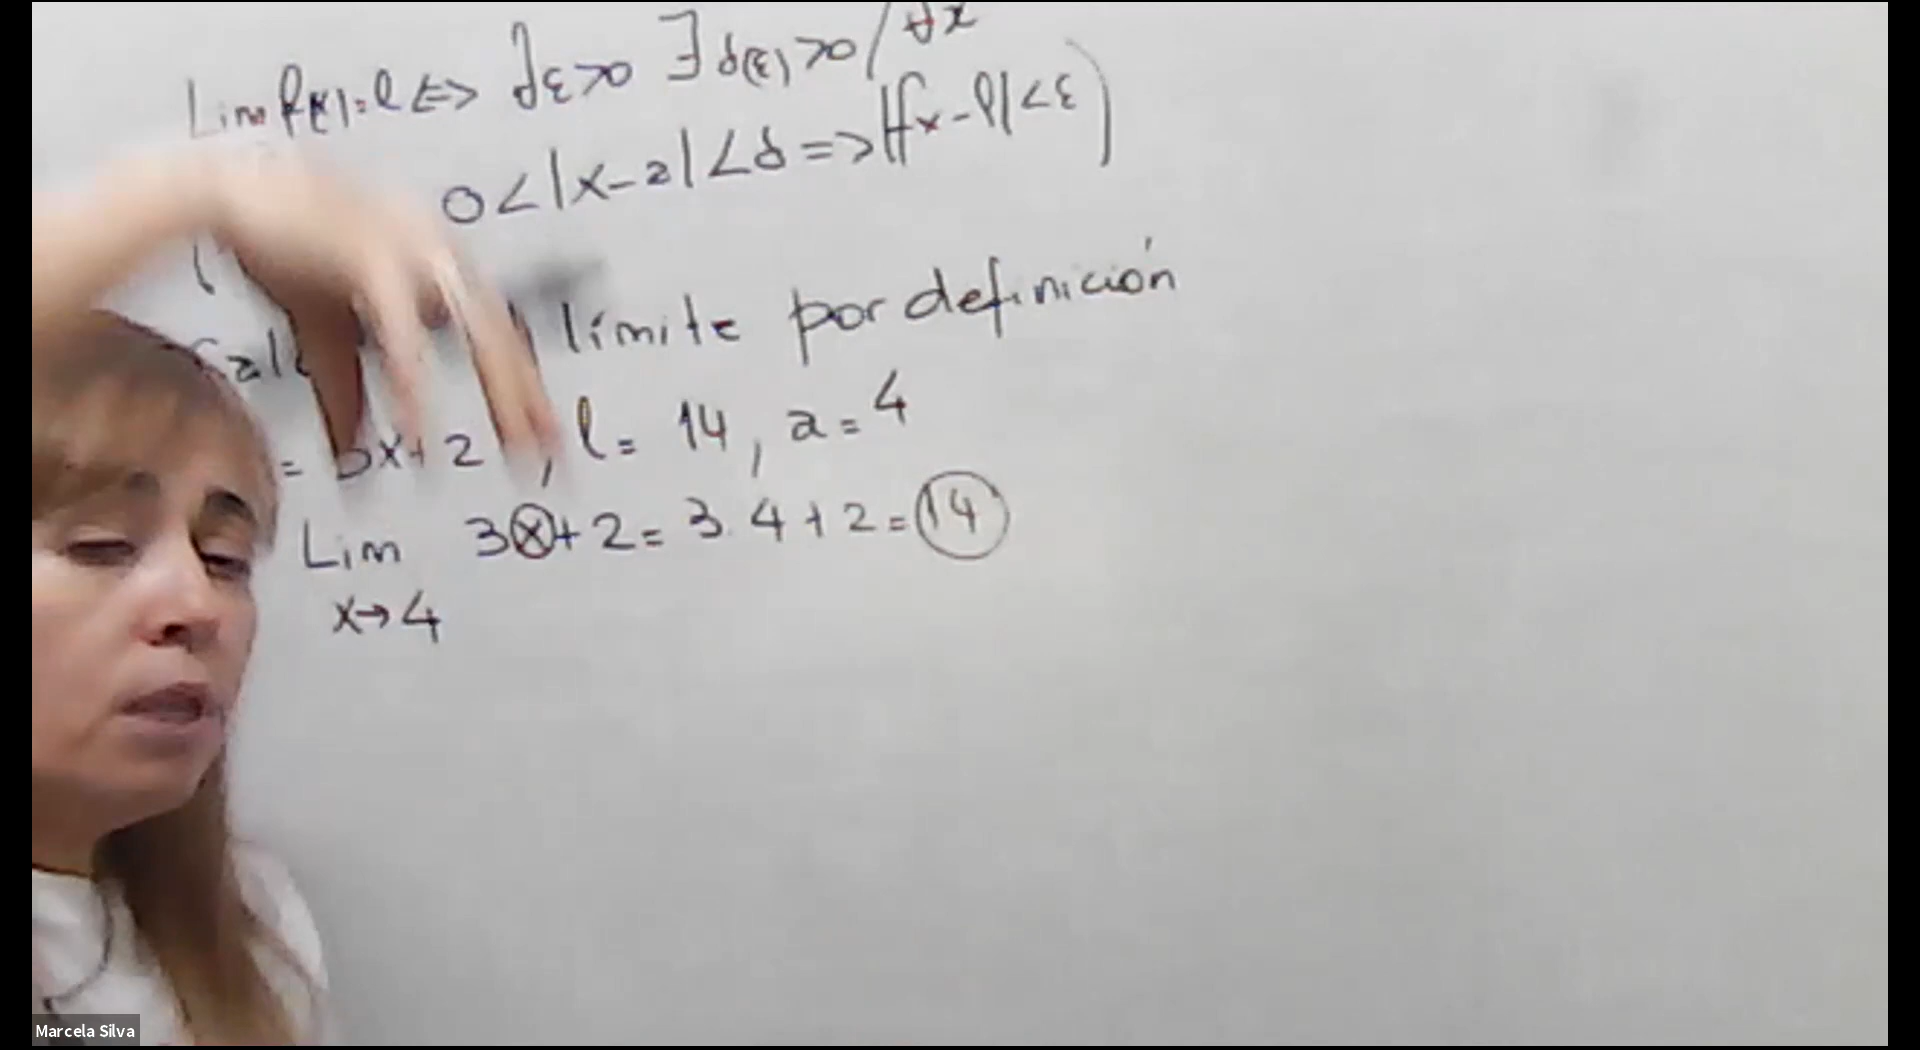 Lim f(x) = l <=> ∀ε>0 ∃ δ(ε)>0 / ∀x
0<|x-a|<δ => |fx-l|<ε)
límite por definición
= 3x+2, l= 14, a=4
Lim 3x+2= 3.4+2= 14
x→4
Marcela Silva